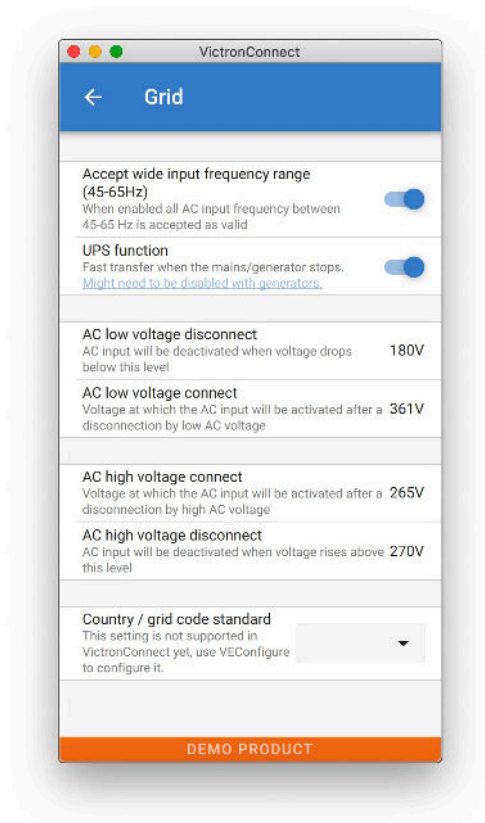 VictronConnect
Grid
Accept wide input frequency range
(45-65Hz)
When enabled all AC input frequency between
45-65 Hz is accepted as valid
UPS function
Fast transfer when the mains/generator stops.
Might need to be disabled with generators.
AC low voltage disconnect
AC input will be deactivated when voltage drops
below this level
180V
AC low voltage connect
Voltage at which the AC input will be activated after a
disconnection by low AC voltage
361V
AC high voltage connect
Voltage at which the AC input will be activated after a
disconnection by high AC voltage
265V
AC high voltage disconnect
AC input will be deactivated when voltage rises above
this level
270V
Country / grid code standard
This setting is not supported in
VictronConnect yet, use VEConfigure
to configure it.
DEMO PRODUCT